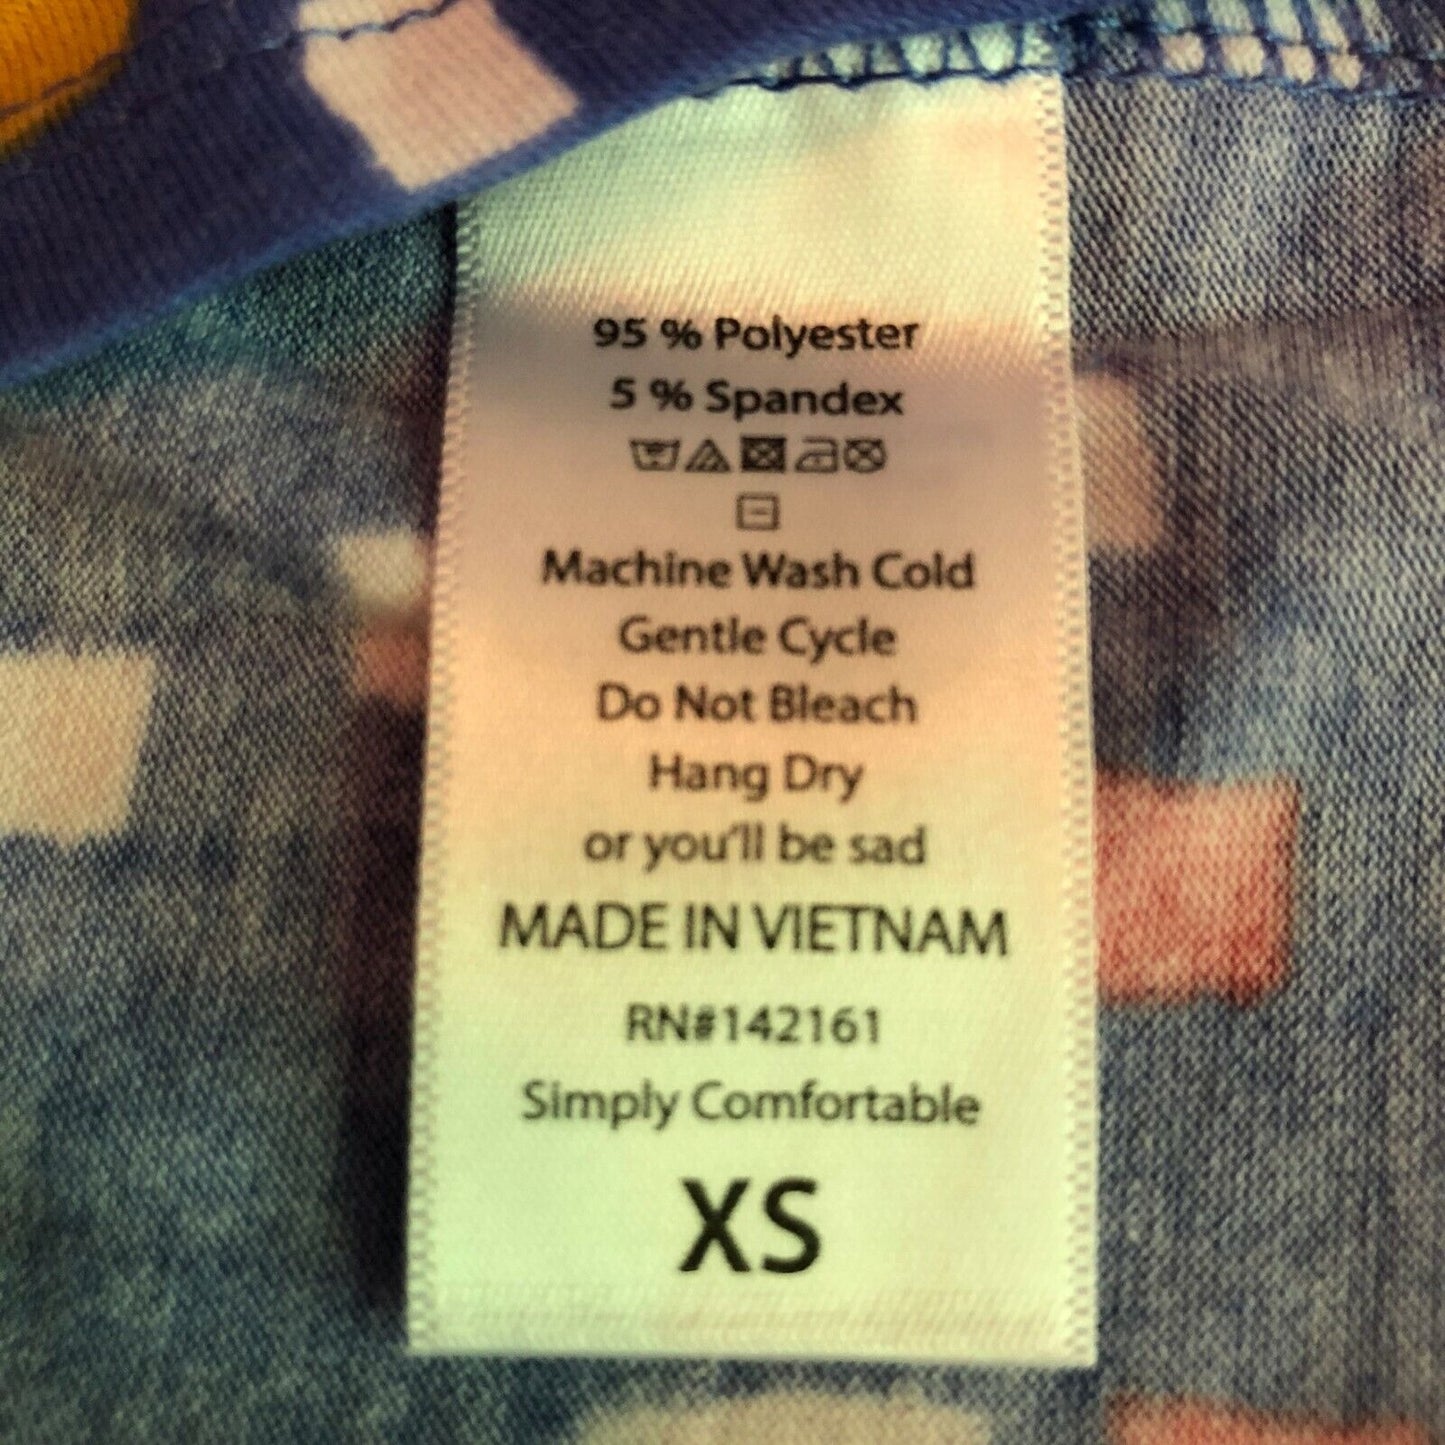 95 % Polyester
5 % Spandex
Machine Wash Cold
Gentle Cycle
Do Not Bleach
Hang Dry
or you'll be sad
MADE IN VIETNAM
RN#142161
Simply Comfortable
XS